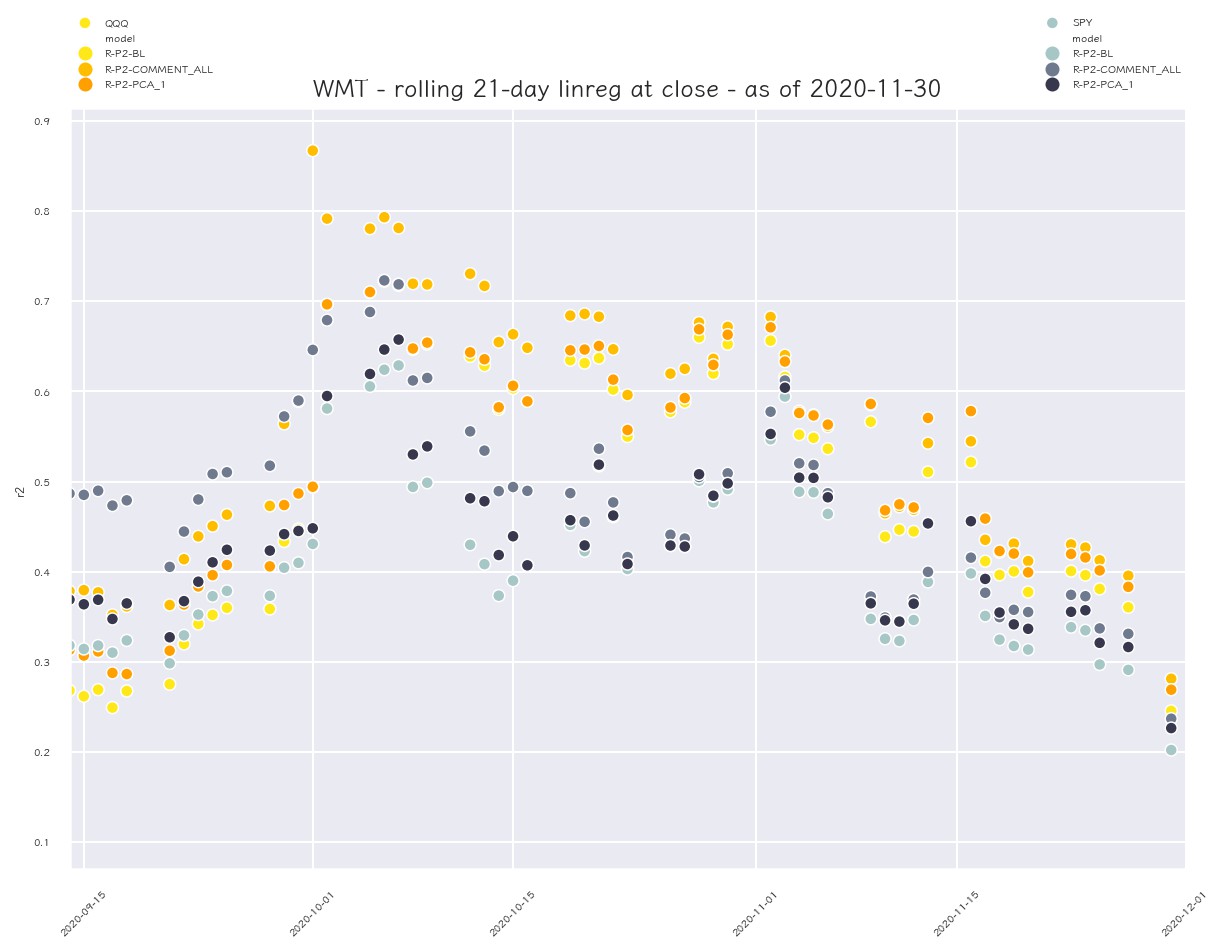 QQQ
model
R-P2-BL
R-P2-COMMENT_ALL
R-P2-PCA_1
SPY
model
R-P2-BL
R-P2-COMMENT_ALL
R-P2-PCA_1
WMT - rolling 21-day linreg at close - as of 2020-11-30
0.9
0.8
0.7
0.6
0.5
0.4
0.3
0.2
0.1
r2
2020-09-15
2020-10-01
2020-10-15
2020-11-01
2020-11-15
2020-12-01